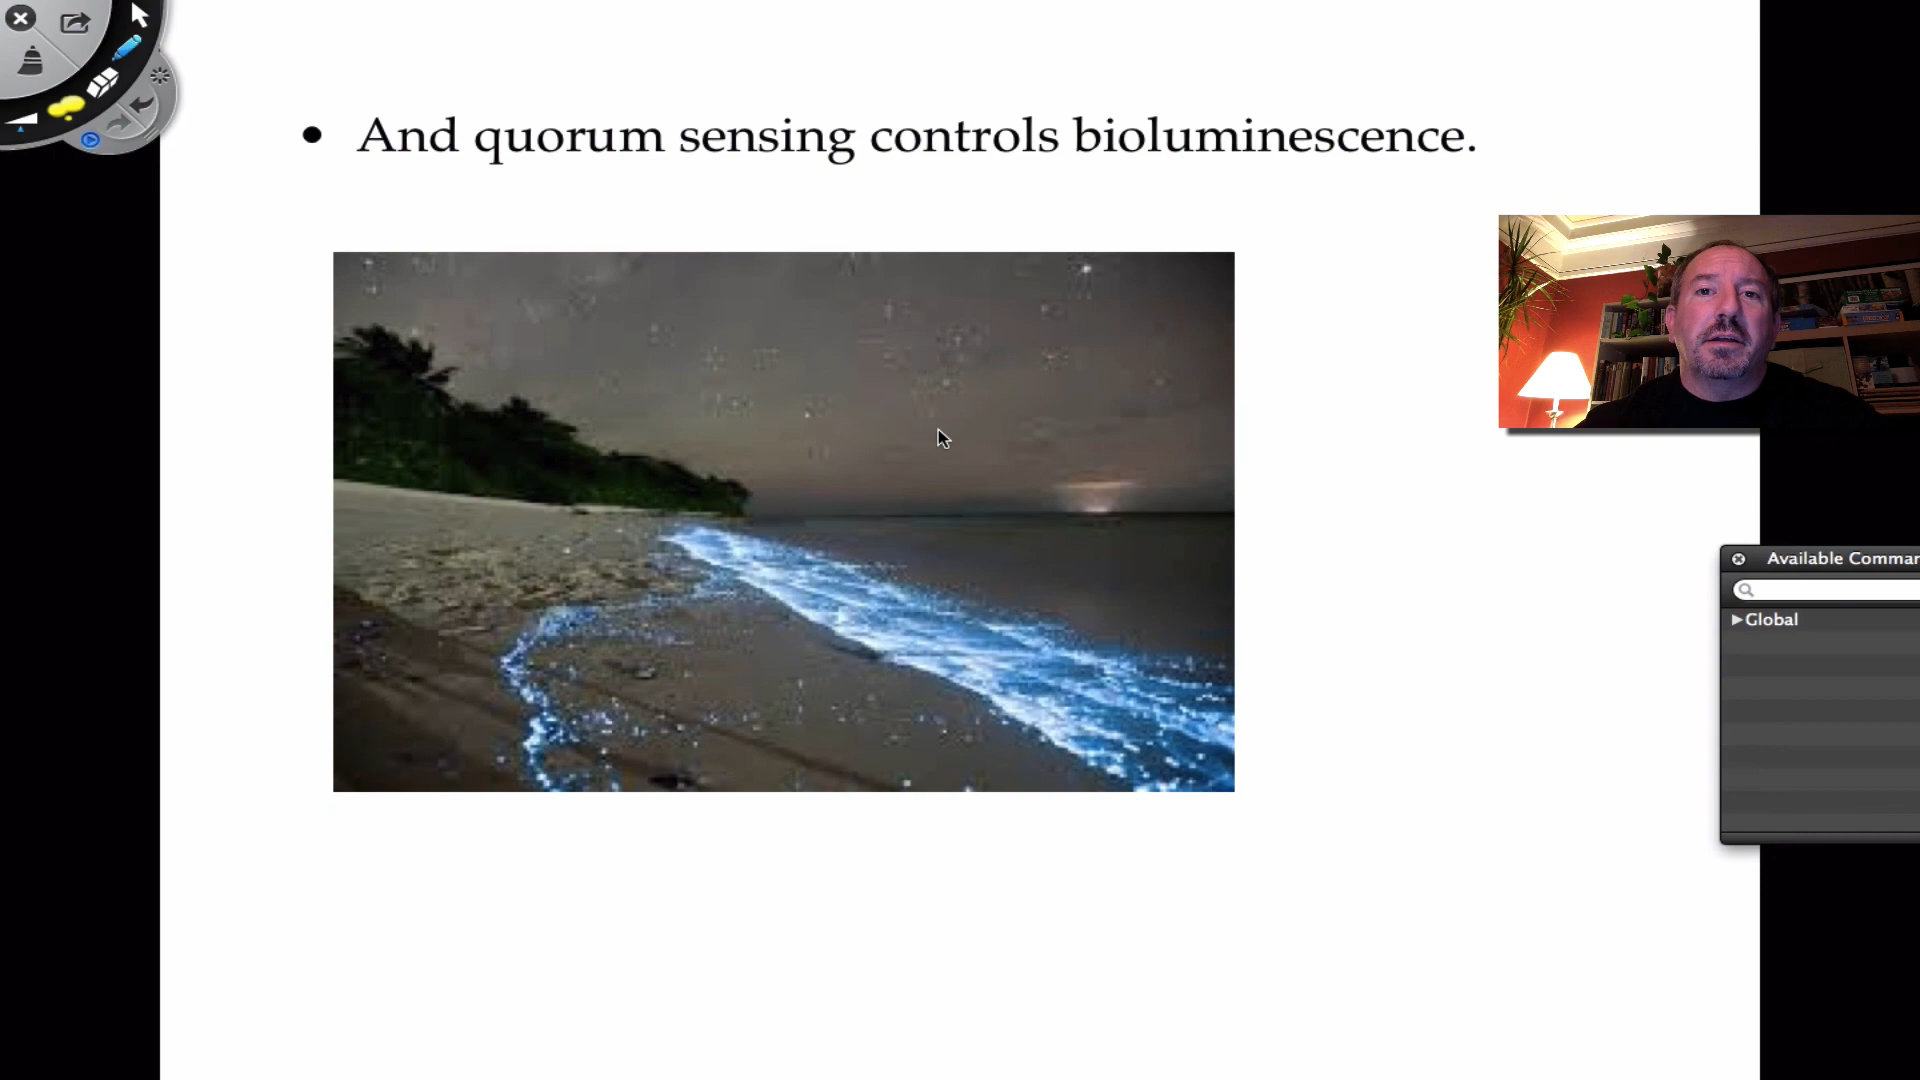 • And quorum sensing controls bioluminescence.
Available Commar
Global